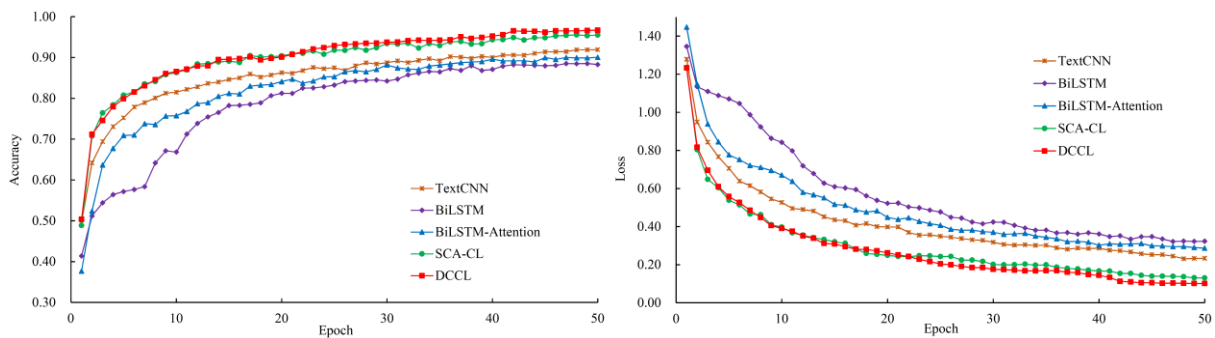 1.00
0.90
0.80
0.70
0.60
0.50
0.40
0.30
Accuracy
0
10
20
30
40
50
Epoch
TextCNN
BiLSTM
BiLSTM-Attention
SCA-CL
DCCL
1.40
1.20
1.00
0.80
0.60
0.40
0.20
0.00
Loss
0
10
20
30
40
50
Epoch
TextCNN
BiLSTM
BiLSTM-Attention
SCA-CL
DCCL